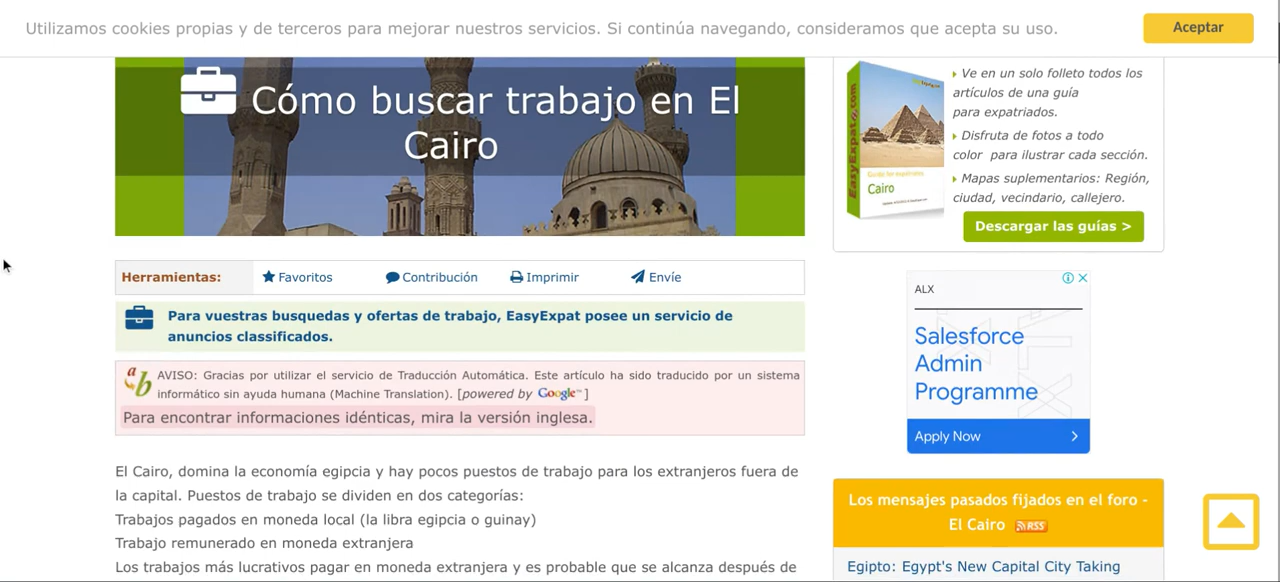 Utilizamos cookies propias y de terceros para mejorar nuestros servicios. Si continúa navegando, consideramos que acepta su uso.
Aceptar
Cómo buscar trabajo en El
Cairo
Ve en un solo folleto todos los
artículos de una guía
para expatriados.
Disfruta de fotos a todo
color para ilustrar cada sección.
Mapas suplementarios: Región,
ciudad, vecindario, callejero.
Descargar las guías >
EasyExpat.com
Cairo
Herramientas:
Favoritos
Contribución
Imprimir
Envíe
Para vuestras busquedas y ofertas de trabajo, EasyExpat posee un servicio de
anuncios classificados.
AVISO: Gracias por utilizar el servicio de Traducción Automática. Este artículo ha sido traducido por un sistema
informático sin ayuda humana (Machine Translation). [powered by Google™]
Para encontrar informaciones idénticas, mira la versión inglesa.
El Cairo, domina la economía egipcia y hay pocos puestos de trabajo para los extranjeros fuera de
la capital. Puestos de trabajo se dividen en dos categorías:
Trabajos pagados en moneda local (la libra egipcia o guinay)
Trabajo remunerado en moneda extranjera
Los trabajos más lucrativos pagar en moneda extranjera y es probable que se alcanza después de
ALX
Salesforce
Admin
Programme
Apply Now
Los mensajes pasados fijados en el foro -
El Cairo RSS
Egipto: Egypt's New Capital City Taking